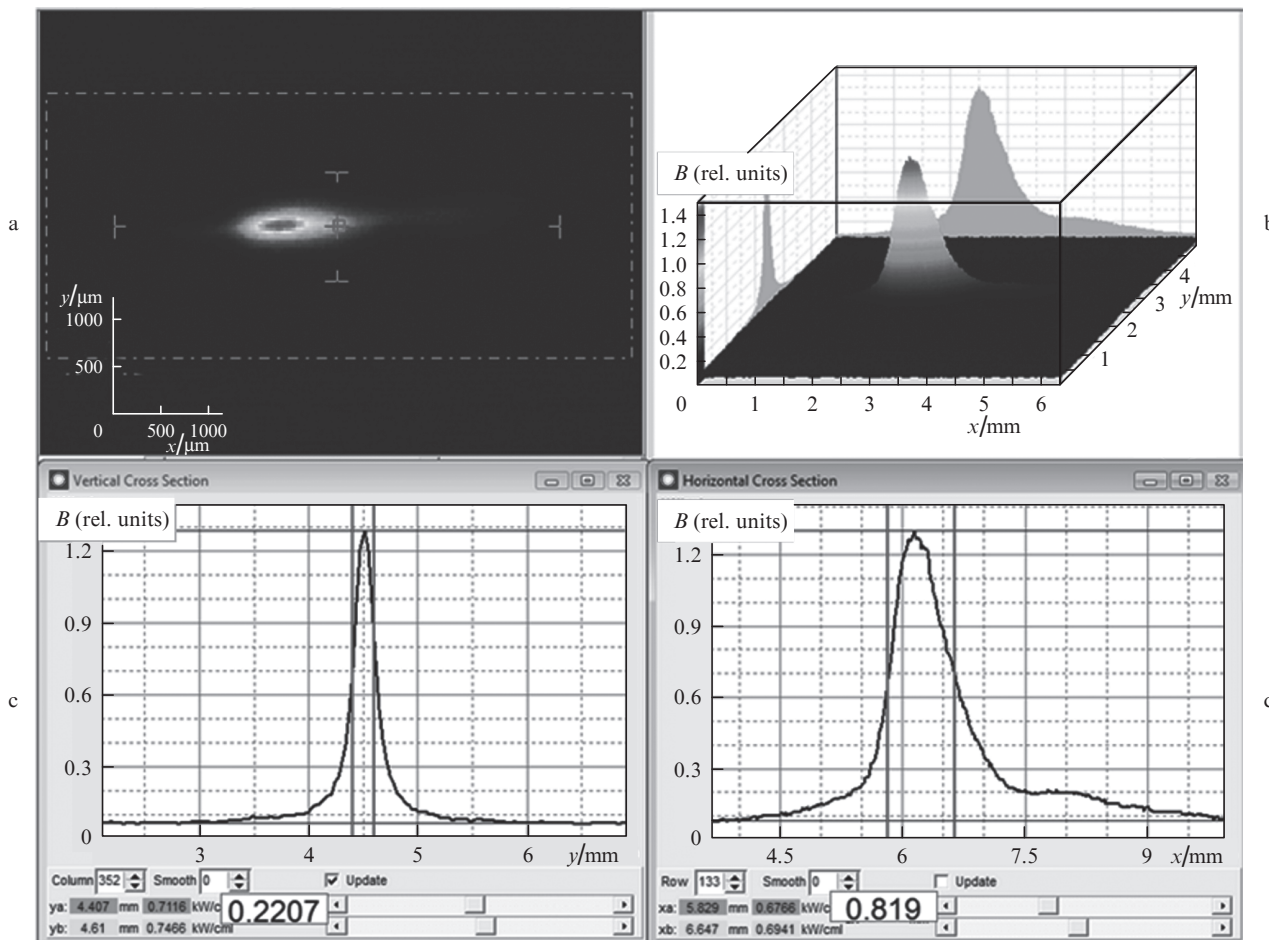 a
b
B (rel. units)
1.4
1.2
1.0
0.8
0.6
0.4
0.2
0 1 2 3 4 5 6
x/mm
1 2 3 4
y/mm
y/μm
1000
500
0 500 1000
x/μm
c
Vertical Cross Section
B (rel. units)
1.2
0.9
0.6
0.3
0
3 4 5 6 y/mm
Column 352 Smooth 0 Update
ya: 4.407 mm 0.7116 kW/c
0.2207
yb: 4.61 mm 0.7466 kW/cm
Horizontal Cross Section
B (rel. units)
1.2
0.9
0.6
0.3
0
4.5 6 7.5 9 x/mm
Row 133 Smooth 0 Update
xa: 5.829 mm 0.6766 kW/c
0.819
xb: 6.647 mm 0.6941 kW/cm